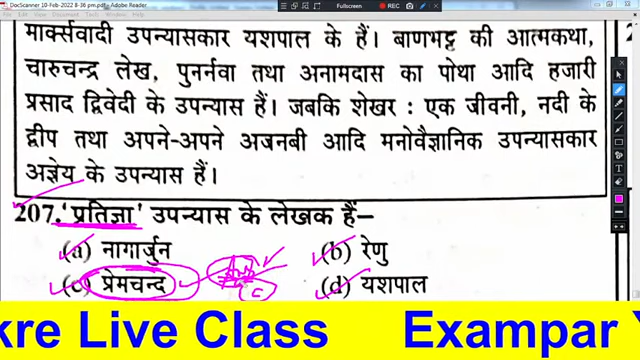 DocScanner 10-Feb-2022 8-36 pm.pdf - Adobe Reader
Fullscreen REC
मार्क्सवादी उपन्यासकार यशपाल के हैं। बाणभट्ट की आत्मकथा,
चारुचन्द्र लेख, पुनर्नवा तथा अनामदास का पोथा आदि हजारी
प्रसाद द्विवेदी के उपन्यास हैं। जबकि शेखर : एक जीवनी, नदी के
द्वीप तथा अपने-अपने अजनबी आदि मनोवैज्ञानिक उपन्यासकार
अज्ञेय के उपन्यास हैं।
207. 'प्रतिज्ञा' उपन्यास के लेखक हैं–
(a) नागार्जुन (b) रेणु
(c) प्रेमचन्द (d) यशपाल
kre Live Class Exampar Y